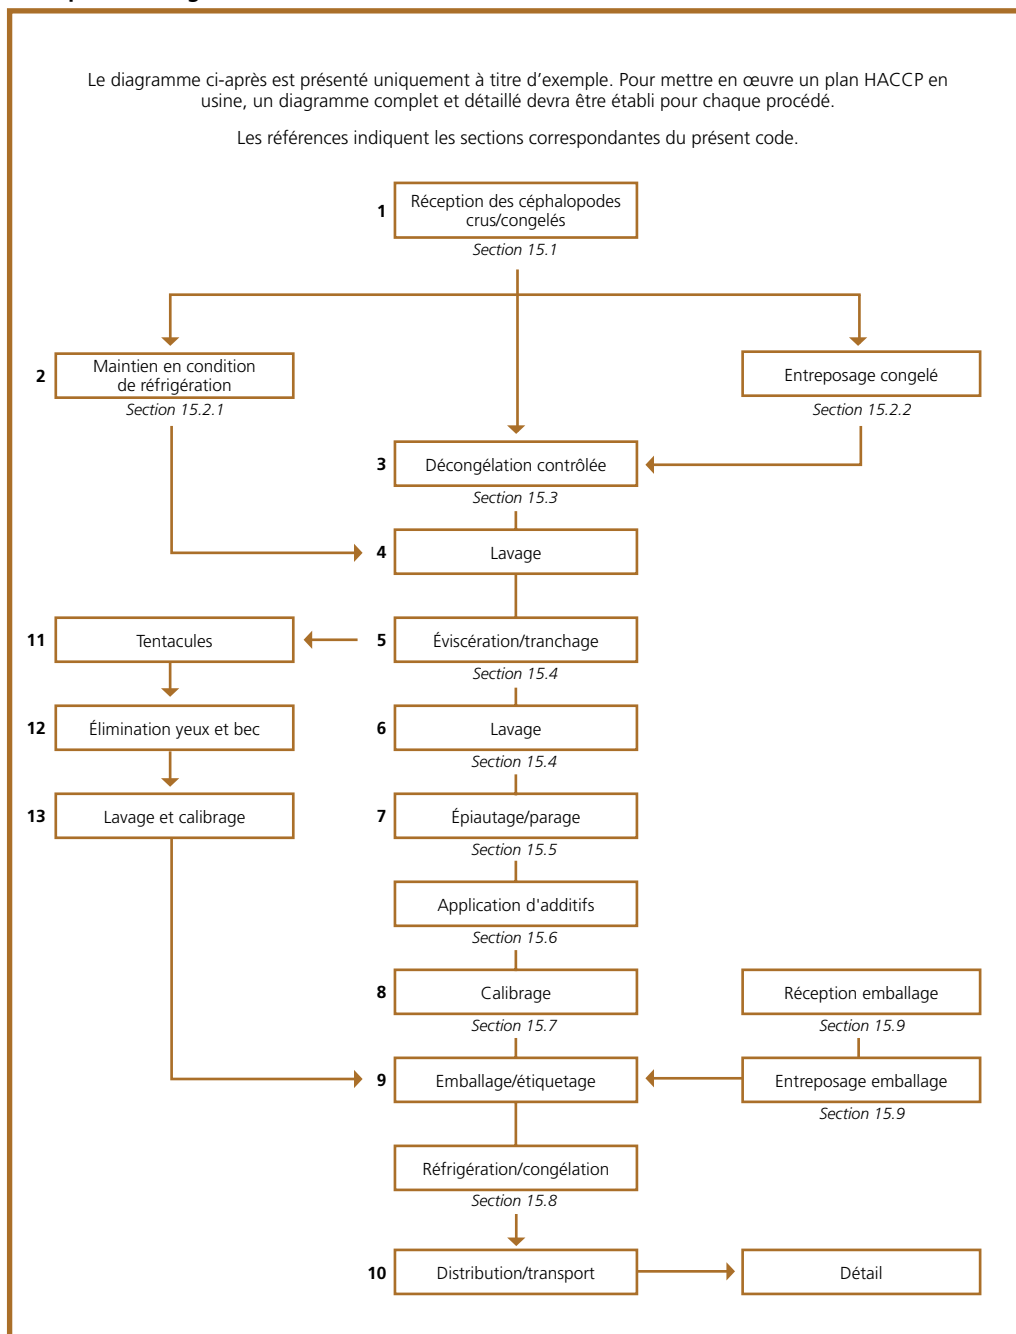 Le diagramme ci-après est présenté uniquement à titre d'exemple. Pour mettre en œuvre un plan HACCP en
usine, un diagramme complet et détaillé devra être établi pour chaque procédé.
Les références indiquent les sections correspondantes du présent code.
1 Réception des céphalopodes
crus/congelés
Section 15.1
2 Maintien en condition
de réfrigération
Section 15.2.1
Entreposage congelé
Section 15.2.2
3 Décongélation contrôlée
Section 15.3
4 Lavage
11 Tentacules
5 Éviscération/tranchage
Section 15.4
12 Élimination yeux et bec
6 Lavage
Section 15.4
13 Lavage et calibrage
7 Épiautage/parage
Section 15.5
Application d'additifs
Section 15.6
8 Calibrage
Section 15.7
Réception emballage
Section 15.9
9 Emballage/étiquetage
Entreposage emballage
Section 15.9
Réfrigération/congélation
Section 15.8
10 Distribution/transport
Détail